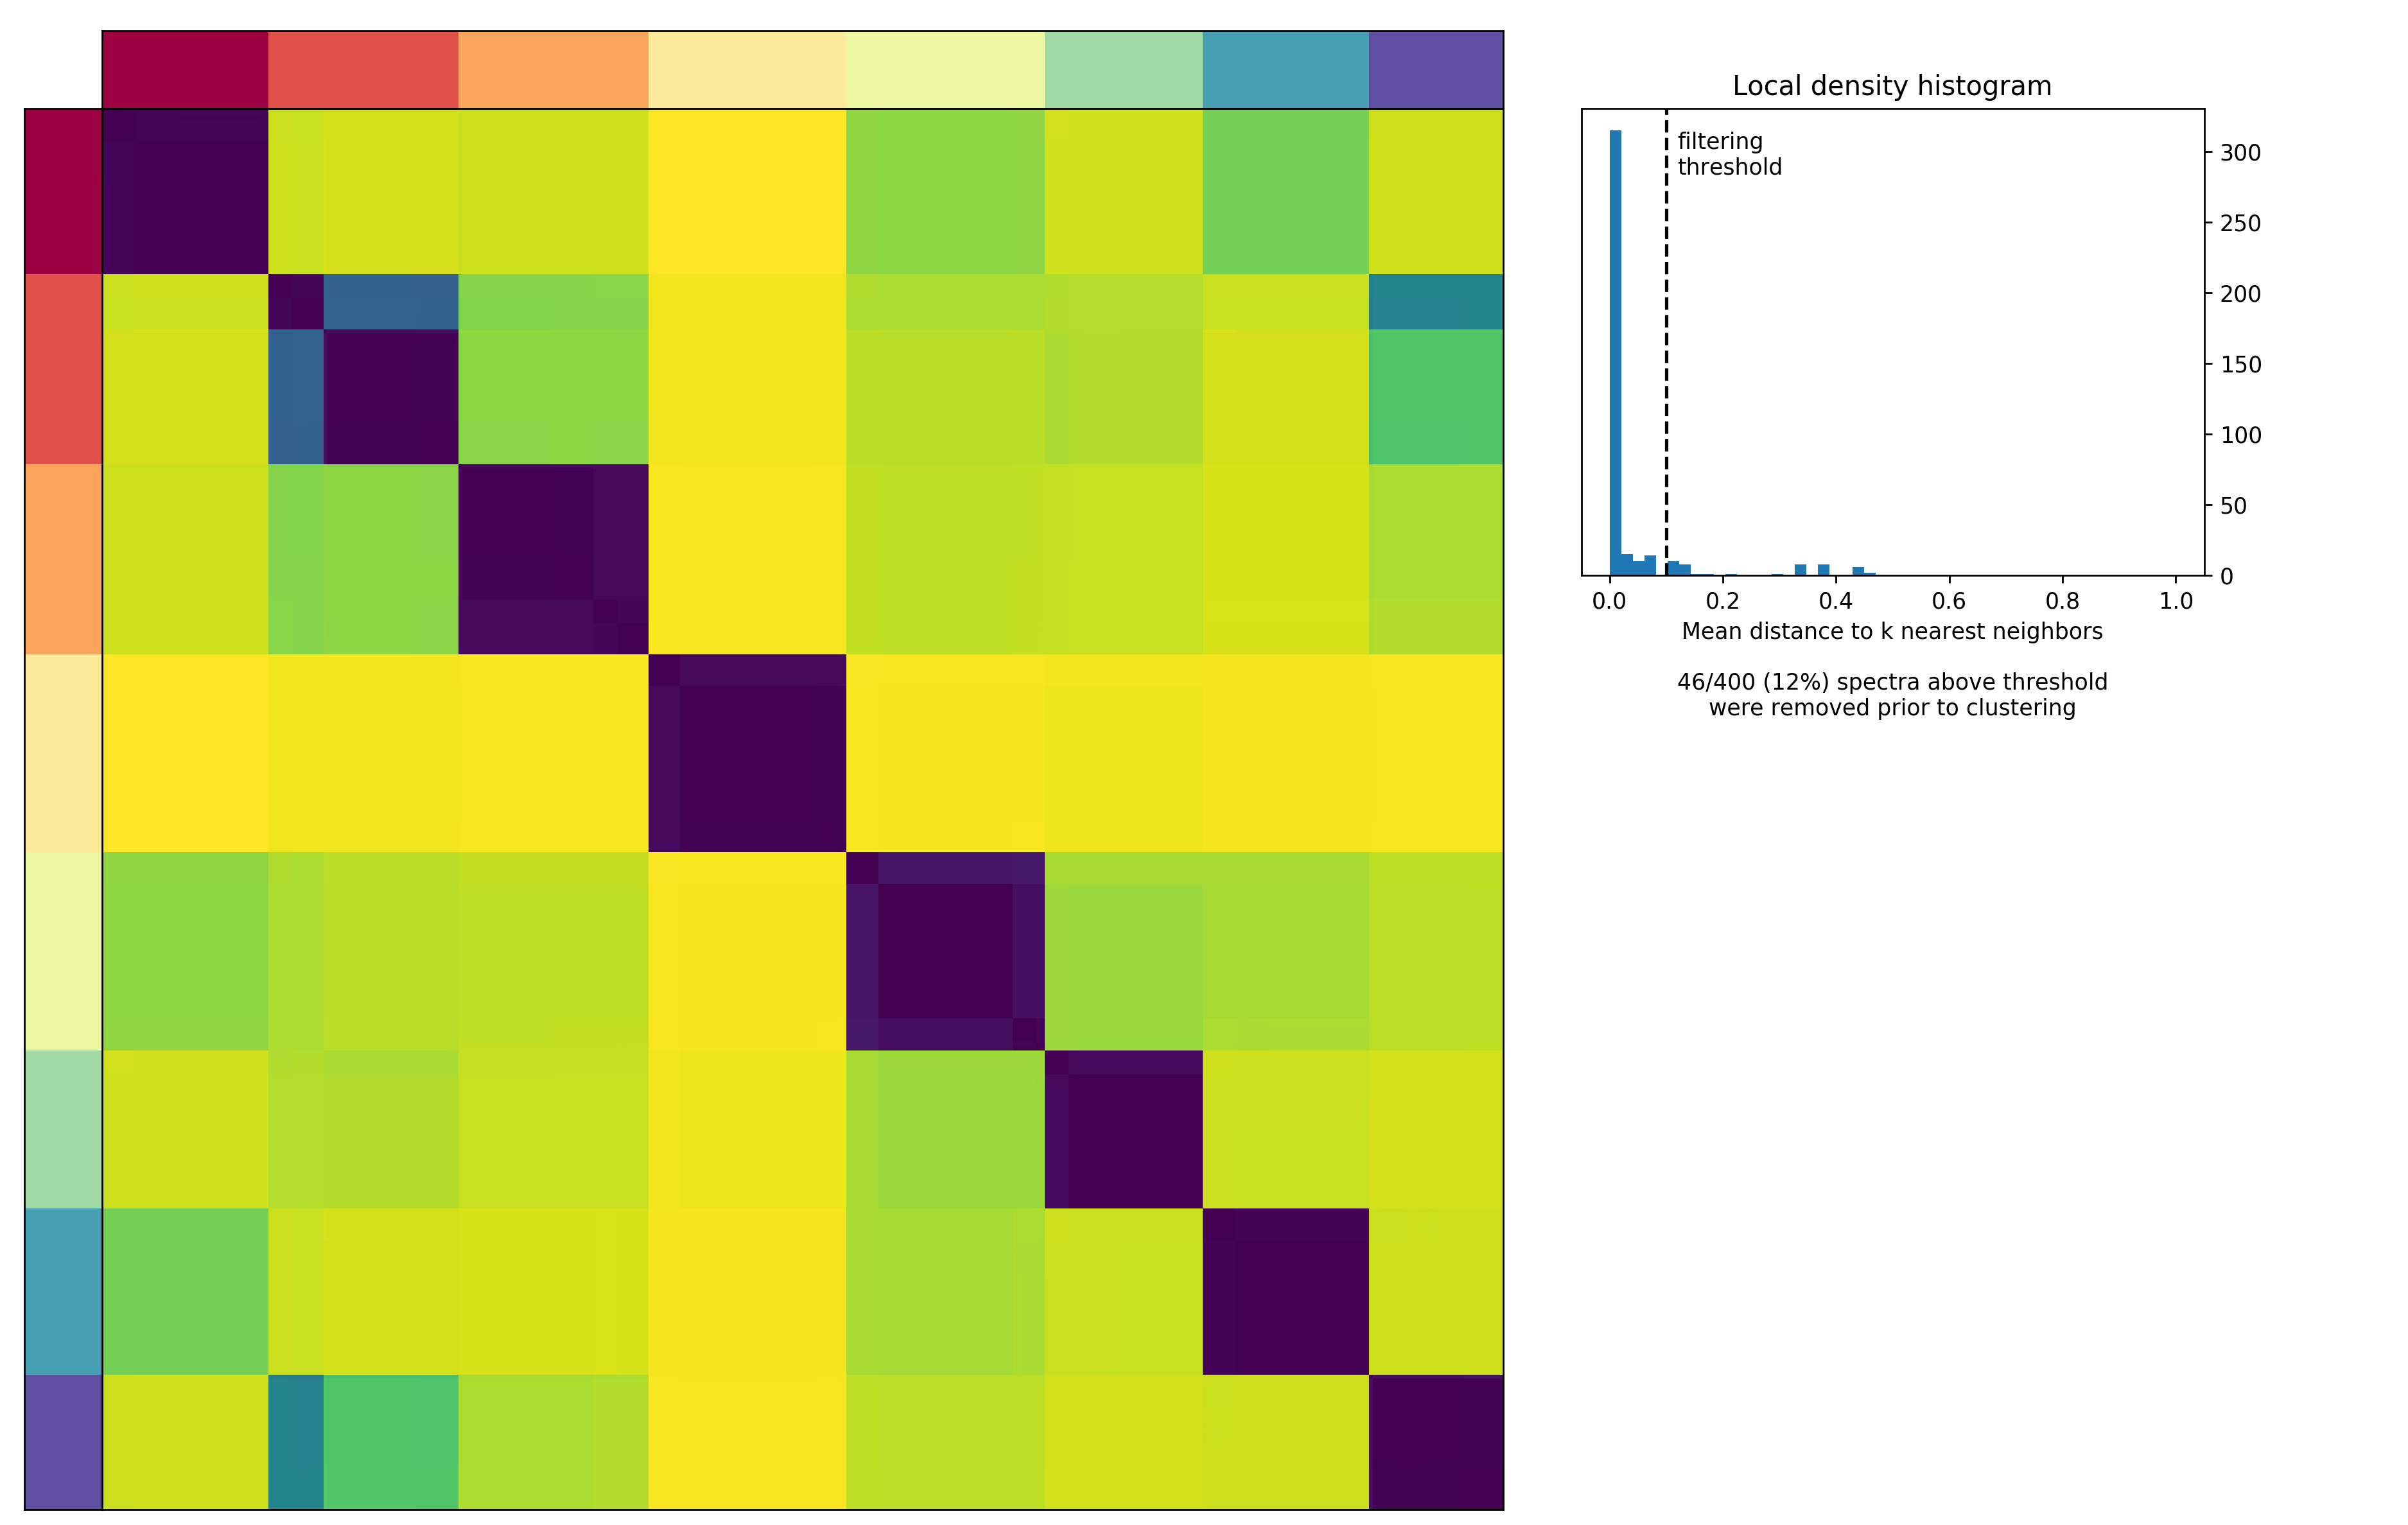 Local density histogram
filtering
threshold
300
250
200
150
100
50
0
0.0 0.2 0.4 0.6 0.8 1.0
Mean distance to k nearest neighbors
46/400 (12%) spectra above threshold
were removed prior to clustering